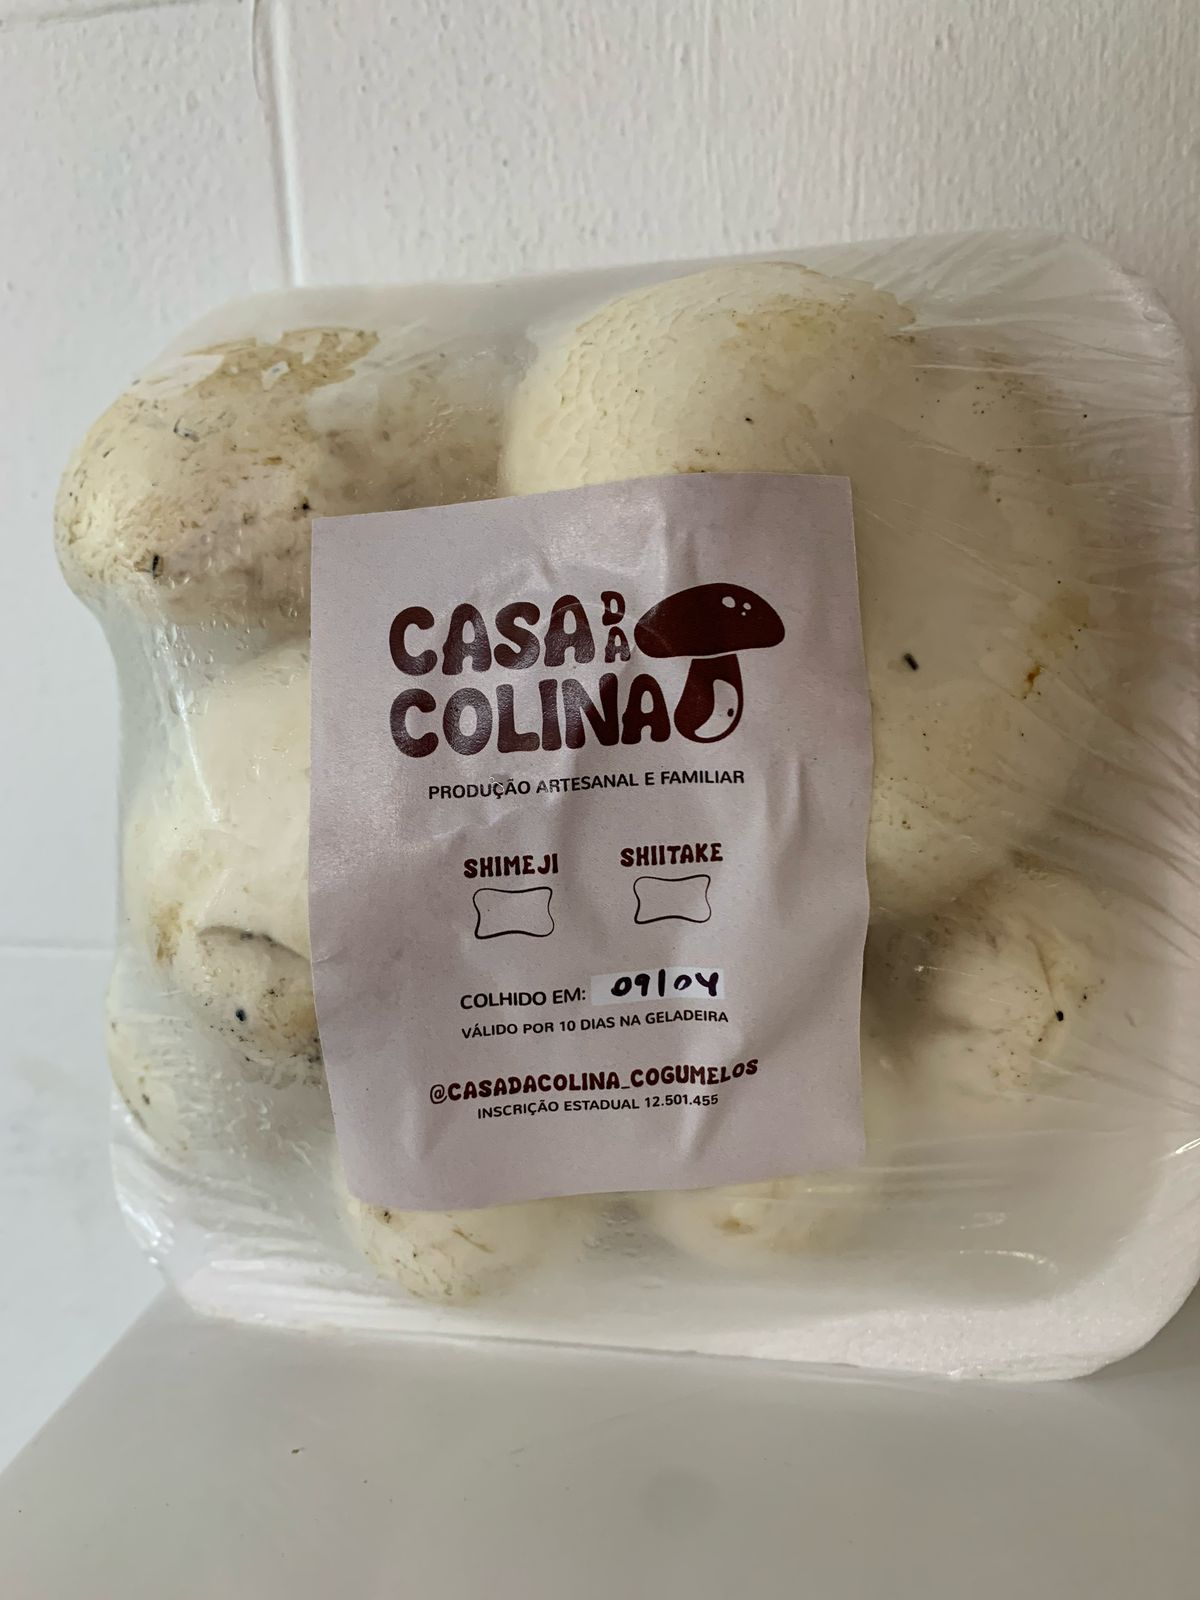 CASA DA
COLINA
PRODUÇÃO ARTESANAL E FAMILIAR
SHIMEJI SHIITAKE
COLHIDO EM: 09/04
VÁLIDO POR 10 DIAS NA GELADEIRA
@CASADACOLINA_COGUMELOS
INSCRIÇÃO ESTADUAL 12.501.455